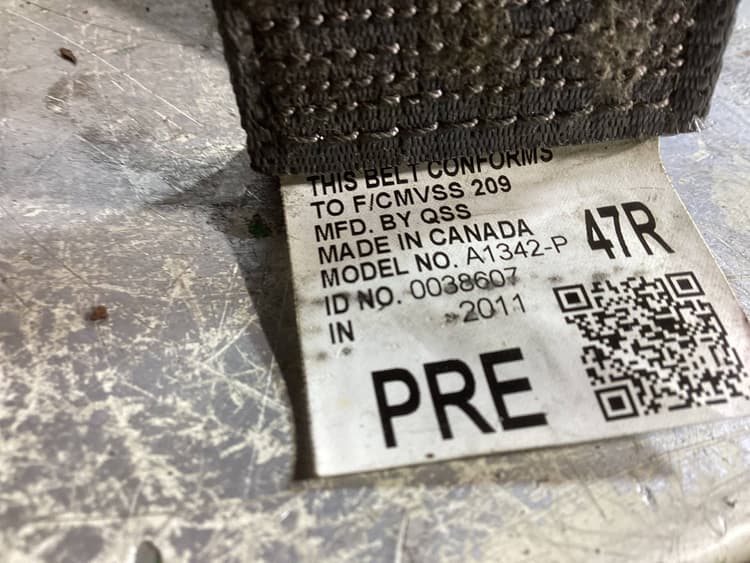 THIS BELT CONFORMS
TO F/CMVSS 209
MFD. BY QSS
MADE IN CANADA
MODEL NO. A1342-P
47R
ID NO. 0038607
IN 2011
PRE